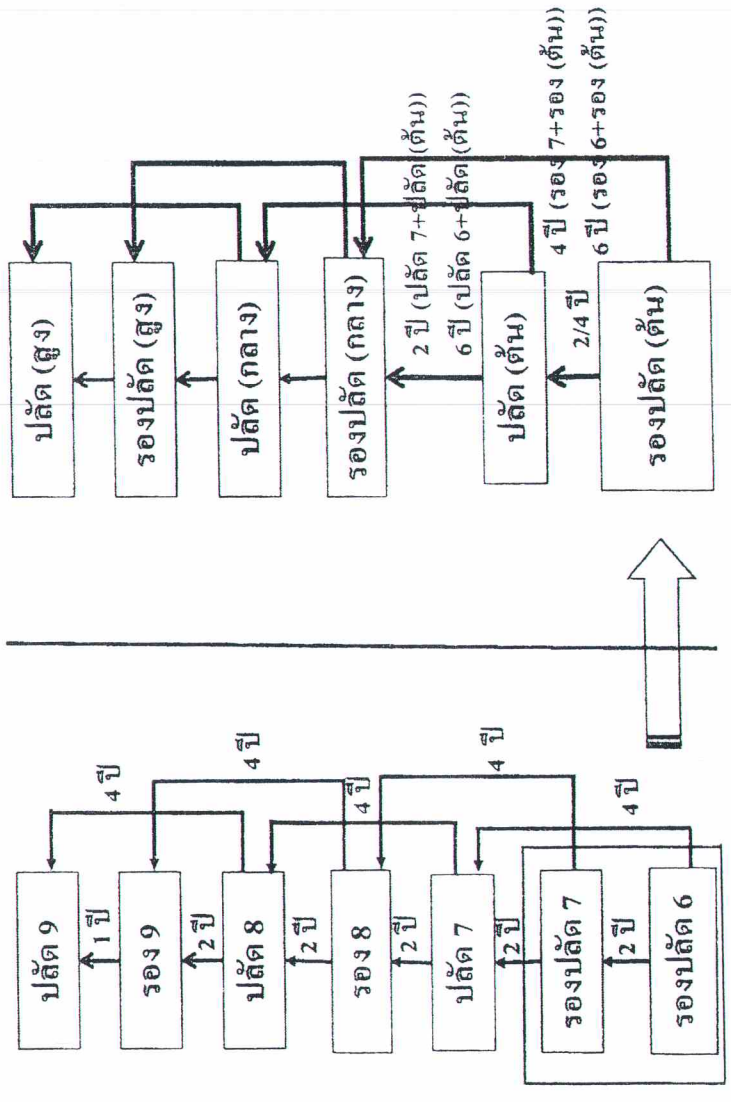 ปลัด 9
1 ปี
4 ปี
รอง 9
2 ปี
4 ปี
ปลัด 8
2 ปี
4 ปี
รอง 8
2 ปี
4 ปี
ปลัด 7
2 ปี
รองปลัด 7
2 ปี
4 ปี
รองปลัด 6
ปลัด (สูง)
รองปลัด (สูง)
ปลัด (กลาง)
รองปลัด (กลาง)
2 ปี (ปลัด 7+ปลัด (ต้น))
6 ปี (ปลัด 6+ปลัด (ต้น))
ปลัด (ต้น)
2/4 ปี
4 ปี (รอง 7+รอง (ต้น))
6 ปี (รอง 6+รอง (ต้น))
รองปลัด (ต้น)